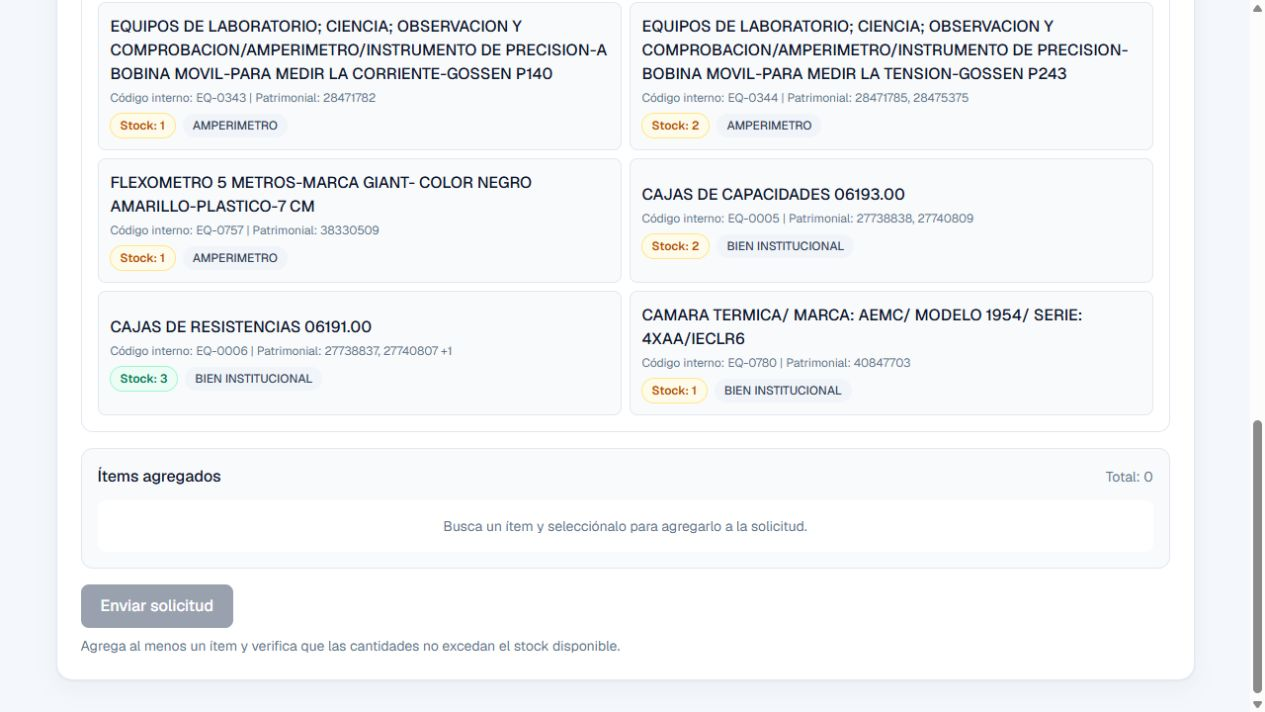 EQUIPOS DE LABORATORIO; CIENCIA; OBSERVACION Y
COMPROBACION/AMPERIMETRO/INSTRUMENTO DE PRECISION-A
BOBINA MOVIL-PARA MEDIR LA CORRIENTE-GOSSEN P140
Código interno: EQ-0343 | Patrimonial: 28471782
Stock: 1 AMPERIMETRO
EQUIPOS DE LABORATORIO; CIENCIA; OBSERVACION Y
COMPROBACION/AMPERIMETRO/INSTRUMENTO DE PRECISION-
BOBINA MOVIL-PARA MEDIR LA TENSION-GOSSEN P243
Código interno: EQ-0344 | Patrimonial: 28471785, 28475375
Stock: 2 AMPERIMETRO
FLEXOMETRO 5 METROS-MARCA GIANT- COLOR NEGRO
AMARILLO-PLASTICO-7 CM
Código interno: EQ-0757 | Patrimonial: 38330509
Stock: 1 AMPERIMETRO
CAJAS DE CAPACIDADES 06193.00
Código interno: EQ-0005 | Patrimonial: 27738838, 27740809
Stock: 2 BIEN INSTITUCIONAL
CAJAS DE RESISTENCIAS 06191.00
Código interno: EQ-0006 | Patrimonial: 27738837, 27740807 +1
Stock: 3 BIEN INSTITUCIONAL
CAMARA TERMICA/ MARCA: AEMC/ MODELO 1954/ SERIE:
4XAA/IECLR6
Código interno: EQ-0780 | Patrimonial: 40847703
Stock: 1 BIEN INSTITUCIONAL
Ítems agregados
Total: 0
Busca un ítem y selecciónalo para agregarlo a la solicitud.
Enviar solicitud
Agrega al menos un ítem y verifica que las cantidades no excedan el stock disponible.